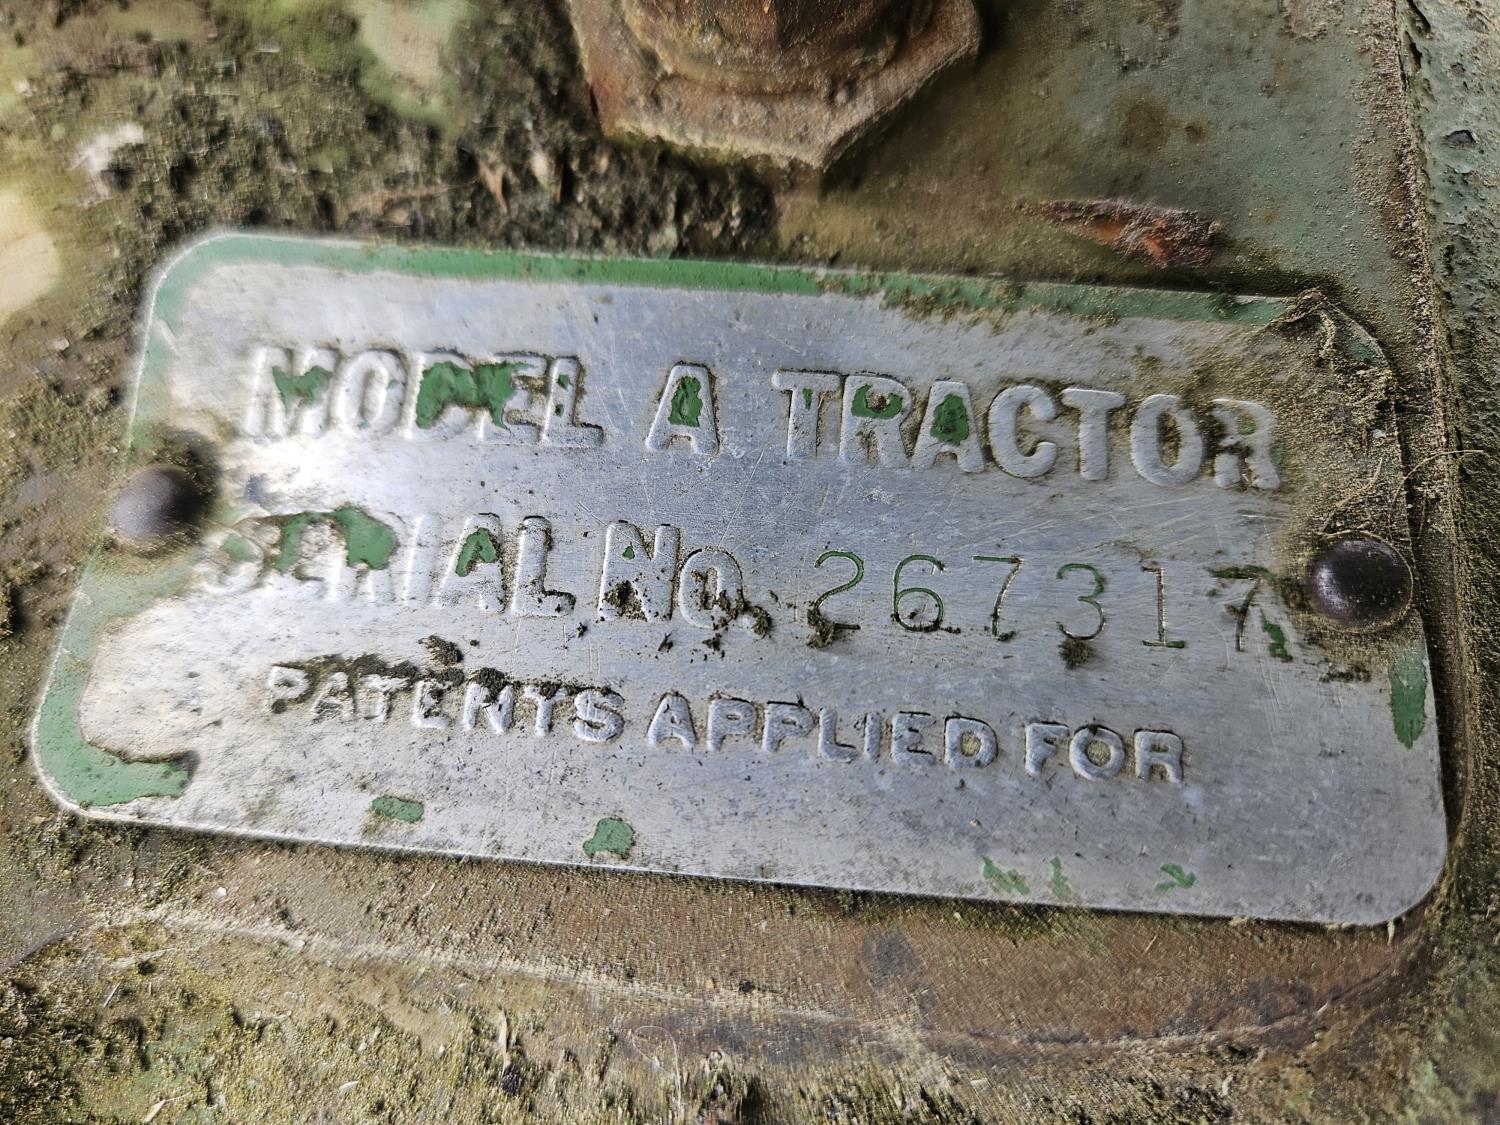 MODEL A TRACTOR
SERIAL NO. 267317
PATENTS APPLIED FOR